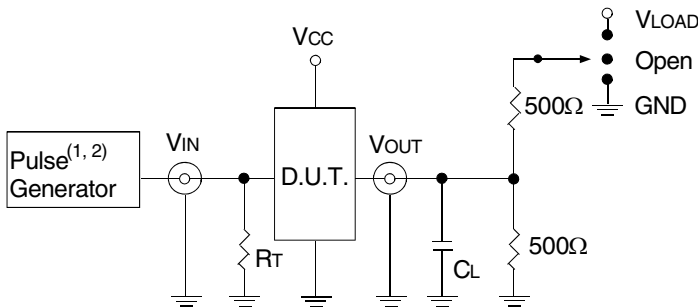 VCC
VLOAD
Open
GND
500Ω
Pulse(1, 2)
Generator
VIN
D.U.T.
VOUT
RT
CL
500Ω